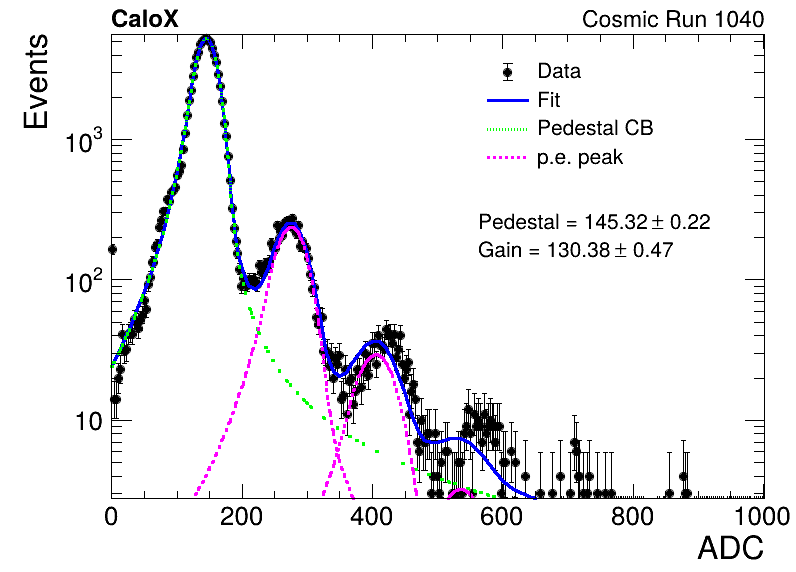 CaloX Cosmic Run 1040
Events
Data
Fit
Pedestal CB
p.e. peak
Pedestal = 145.32 ± 0.22
Gain = 130.38 ± 0.47
10³
10²
10
0 200 400 600 800 1000
ADC